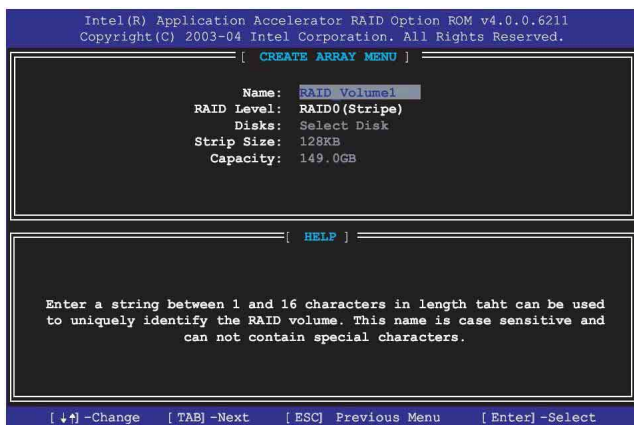 Intel(R) Application Accelerator RAID Option ROM v4.0.0.6211
Copyright(C) 2003-04 Intel Corporation. All Rights Reserved.
[ CREATE ARRAY MENU ]
Name: RAID Volume1
RAID Level: RAID0(Stripe)
Disks: Select Disk
Strip Size: 128KB
Capacity: 149.0GB
[ HELP ]
Enter a string between 1 and 16 characters in length taht can be used
to uniquely identify the RAID volume. This name is case sensitive and
can not contain special characters.
[↓↑]-Change [TAB]-Next [ESC] Previous Menu [Enter]-Select